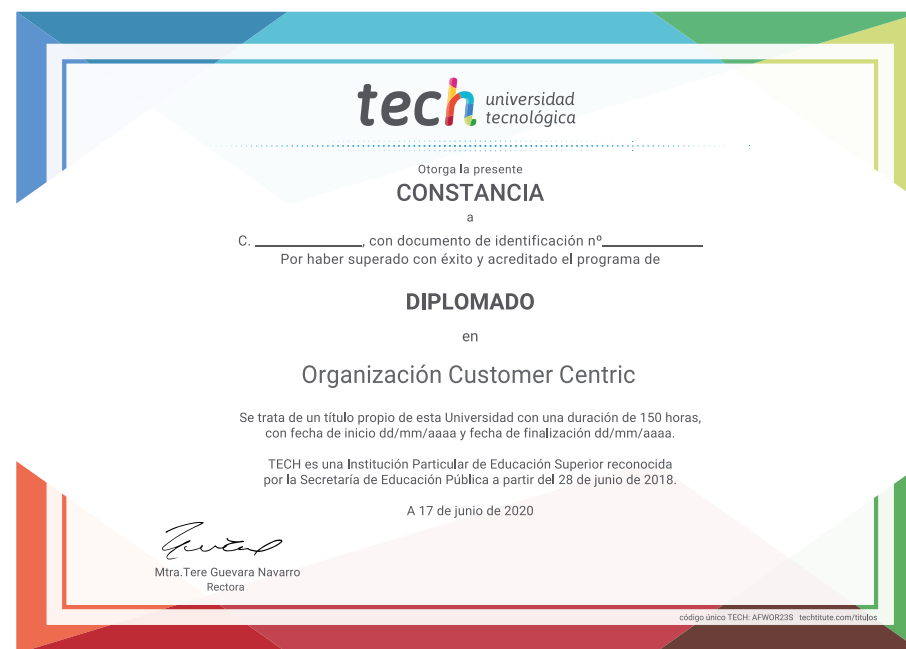 tech universidad
tecnológica
Otorga la presente
CONSTANCIA
a
C. ____________, con documento de identificación nº____________
Por haber superado con éxito y acreditado el programa de
DIPLOMADO
en
Organización Customer Centric
Se trata de un título propio de esta Universidad con una duración de 150 horas,
con fecha de inicio dd/mm/aaaa y fecha de finalización dd/mm/aaaa.
TECH es una Institución Particular de Educación Superior reconocida
por la Secretaría de Educación Pública a partir del 28 de junio de 2018.
A 17 de junio de 2020
Mtra.Tere Guevara Navarro
Rectora
código único TECH: AFWOR23S techtitute.com/titulos